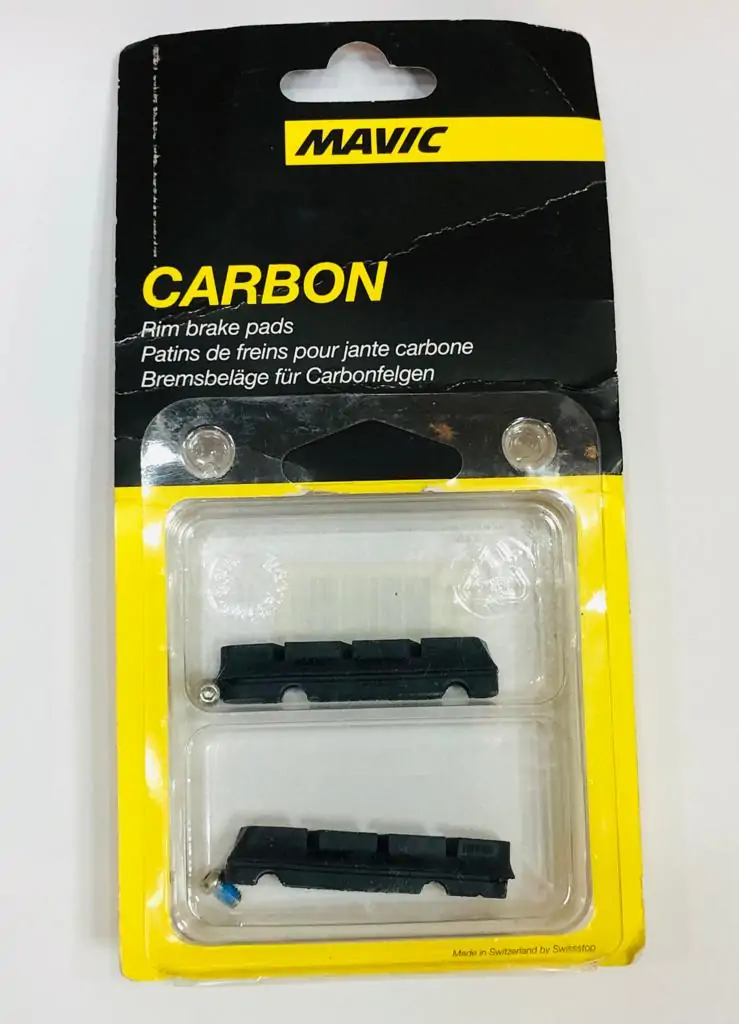 MAVIC
CARBON
Rim brake pads
Patins de freins pour jante carbone
Bremsbeläge für Carbonfelgen
Made in Switzerland by Swissstop